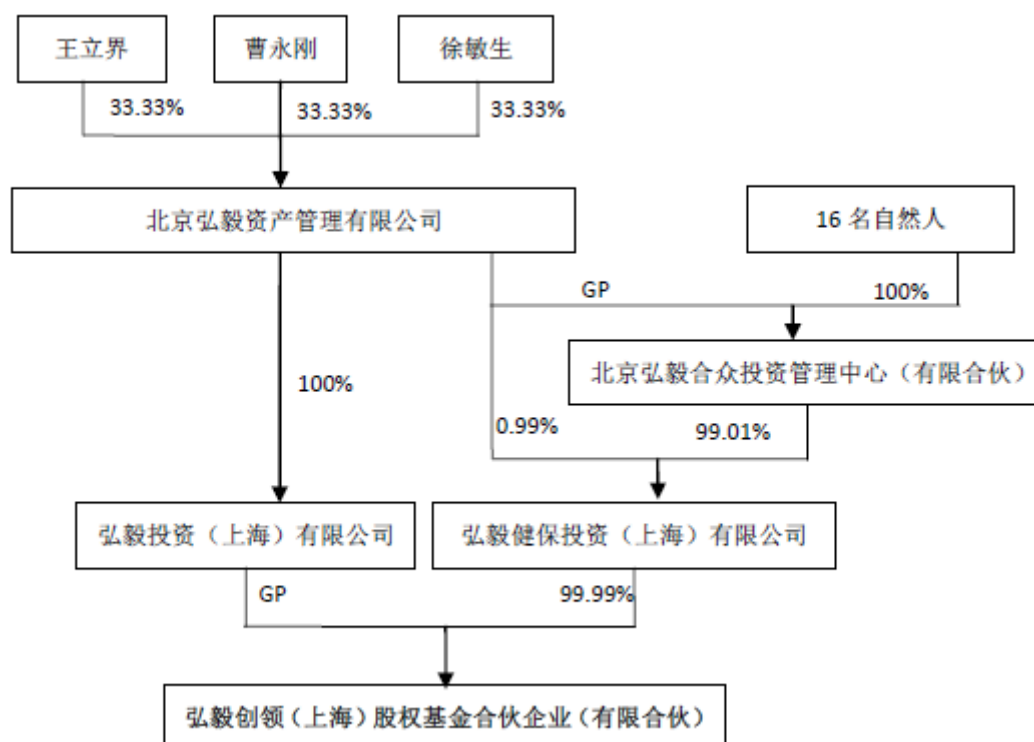 王立界
曹永刚
徐敏生
33.33%
33.33%
33.33%
北京弘毅资产管理有限公司
16 名自然人
GP
100%
北京弘毅合众投资管理中心（有限合伙）
100%
0.99%
99.01%
弘毅投资（上海）有限公司
弘毅健保投资（上海）有限公司
GP
99.99%
弘毅创领（上海）股权基金合伙企业（有限合伙）